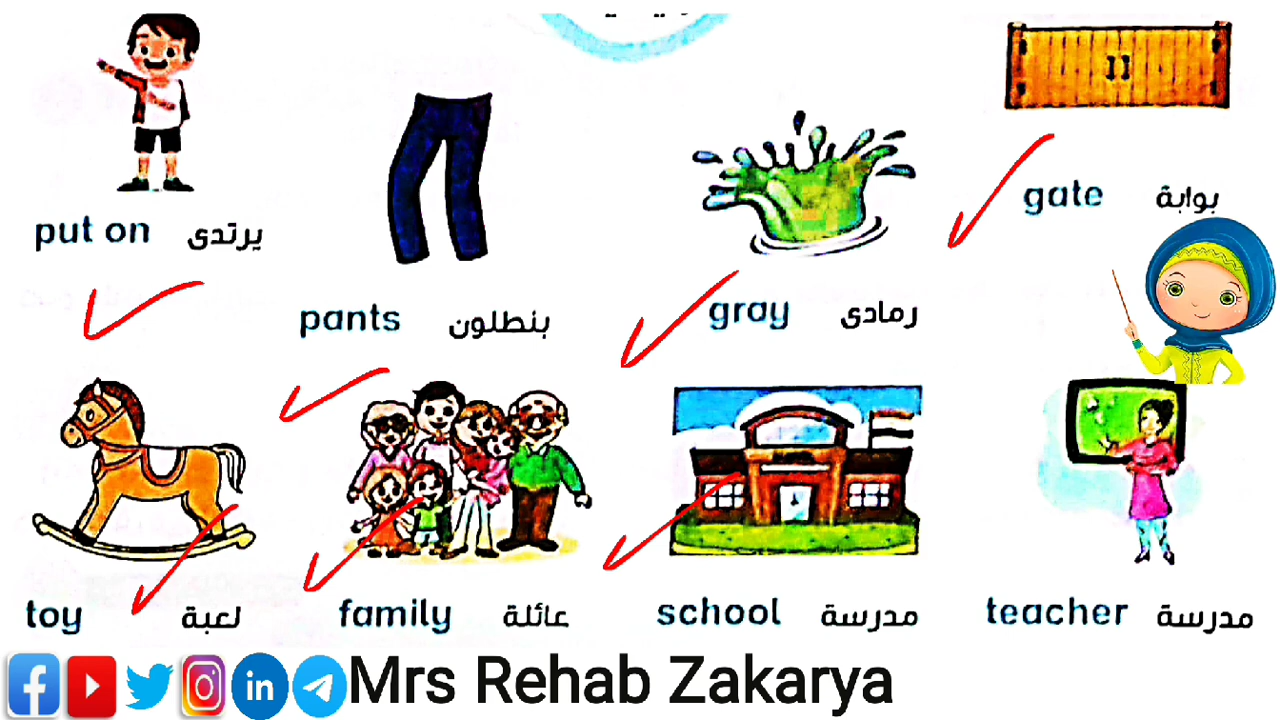 gate بوابة
put on يرتدى
pants بنطلون
gray رمادى
toy لعبة
family عائلة
school مدرسة
teacher مدرسة
Mrs Rehab Zakarya